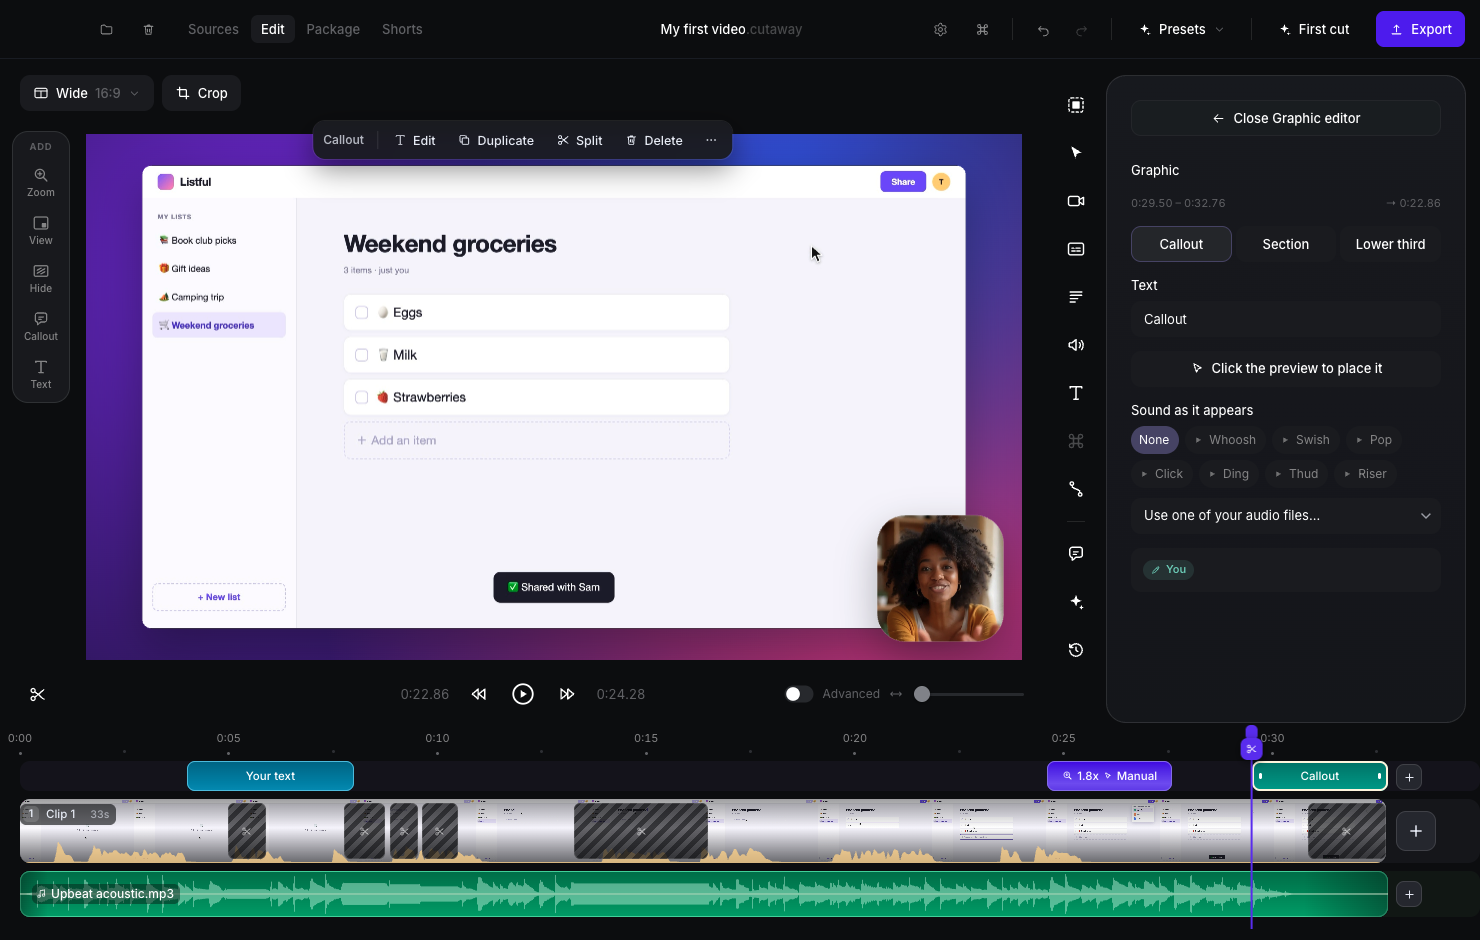 Sources Edit Package Shorts
My first video.cutaway
Presets First cut Export
Wide 16:9 Crop
ADD
Zoom
View
Hide
Callout
Text
Callout Edit Duplicate Split Delete ...
Listful
Share T
MY LISTS
Book club picks
Gift ideas
Camping trip
Weekend groceries
+ New list
Weekend groceries
3 items · just you
Eggs
Milk
Strawberries
+ Add an item
Shared with Sam
Close Graphic editor
Graphic
0:29.50 – 0:32.76 → 0:22.86
Callout Section Lower third
Text
Callout
Click the preview to place it
Sound as it appears
None Whoosh Swish Pop
Click Ding Thud Riser
Use one of your audio files...
You
0:22.86 0:24.28
Advanced
0:00 0:05 0:10 0:15 0:20 0:25 0:30
Your text 1.8x Manual Callout
1 Clip 1 33s
Upbeat acoustic.mp3